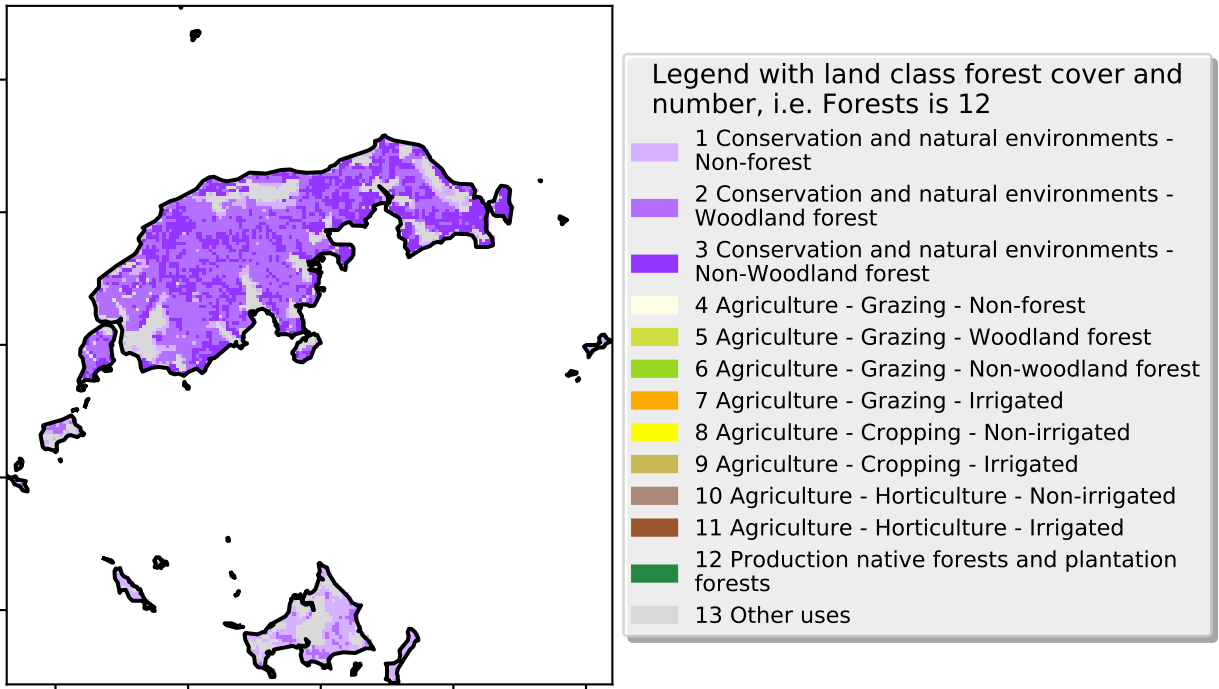 Legend with land class forest cover and
number, i.e. Forests is 12
1 Conservation and natural environments -
Non-forest
2 Conservation and natural environments -
Woodland forest
3 Conservation and natural environments -
Non-Woodland forest
4 Agriculture - Grazing - Non-forest
5 Agriculture - Grazing - Woodland forest
6 Agriculture - Grazing - Non-woodland forest
7 Agriculture - Grazing - Irrigated
8 Agriculture - Cropping - Non-irrigated
9 Agriculture - Cropping - Irrigated
10 Agriculture - Horticulture - Non-irrigated
11 Agriculture - Horticulture - Irrigated
12 Production native forests and plantation
forests
13 Other uses